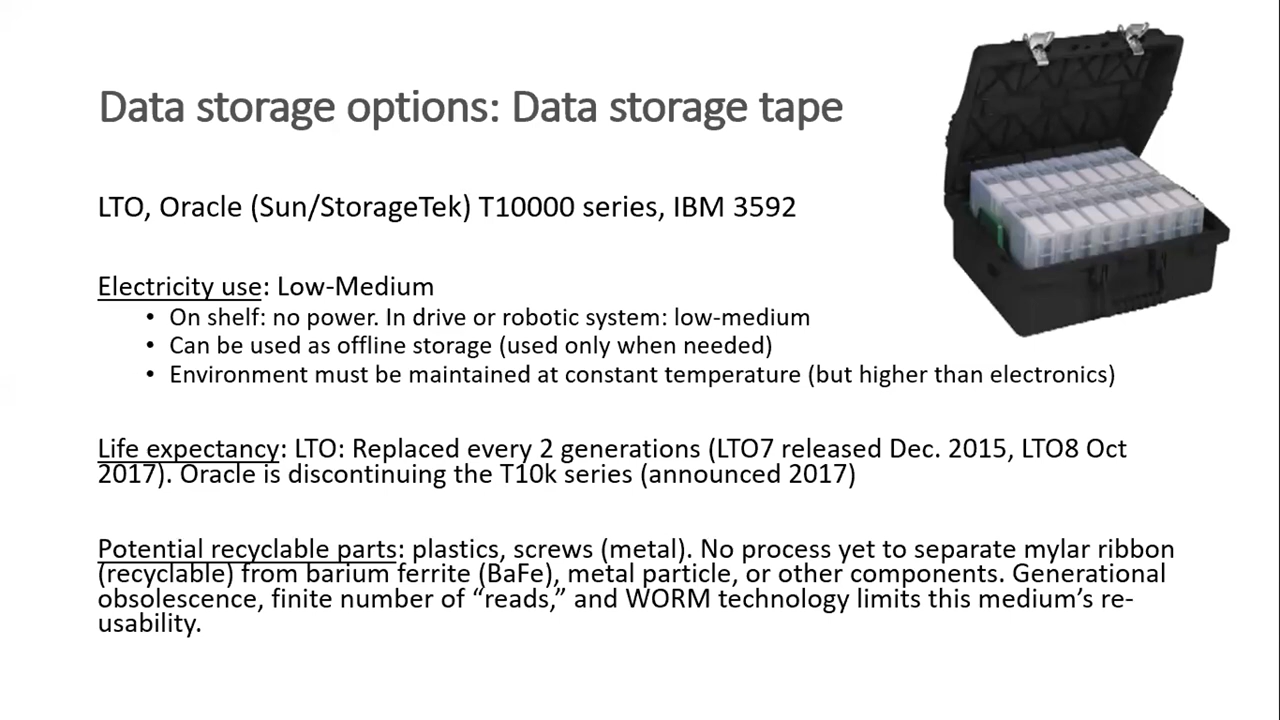 Data storage options: Data storage tape
LTO, Oracle (Sun/StorageTek) T10000 series, IBM 3592
Electricity use: Low-Medium
• On shelf: no power. In drive or robotic system: low-medium
• Can be used as offline storage (used only when needed)
• Environment must be maintained at constant temperature (but higher than electronics)
Life expectancy: LTO: Replaced every 2 generations (LTO7 released Dec. 2015, LTO8 Oct
2017). Oracle is discontinuing the T10k series (announced 2017)
Potential recyclable parts: plastics, screws (metal). No process yet to separate mylar ribbon
(recyclable) from barium ferrite (BaFe), metal particle, or other components. Generational
obsolescence, finite number of “reads,” and WORM technology limits this medium’s re-
usability.